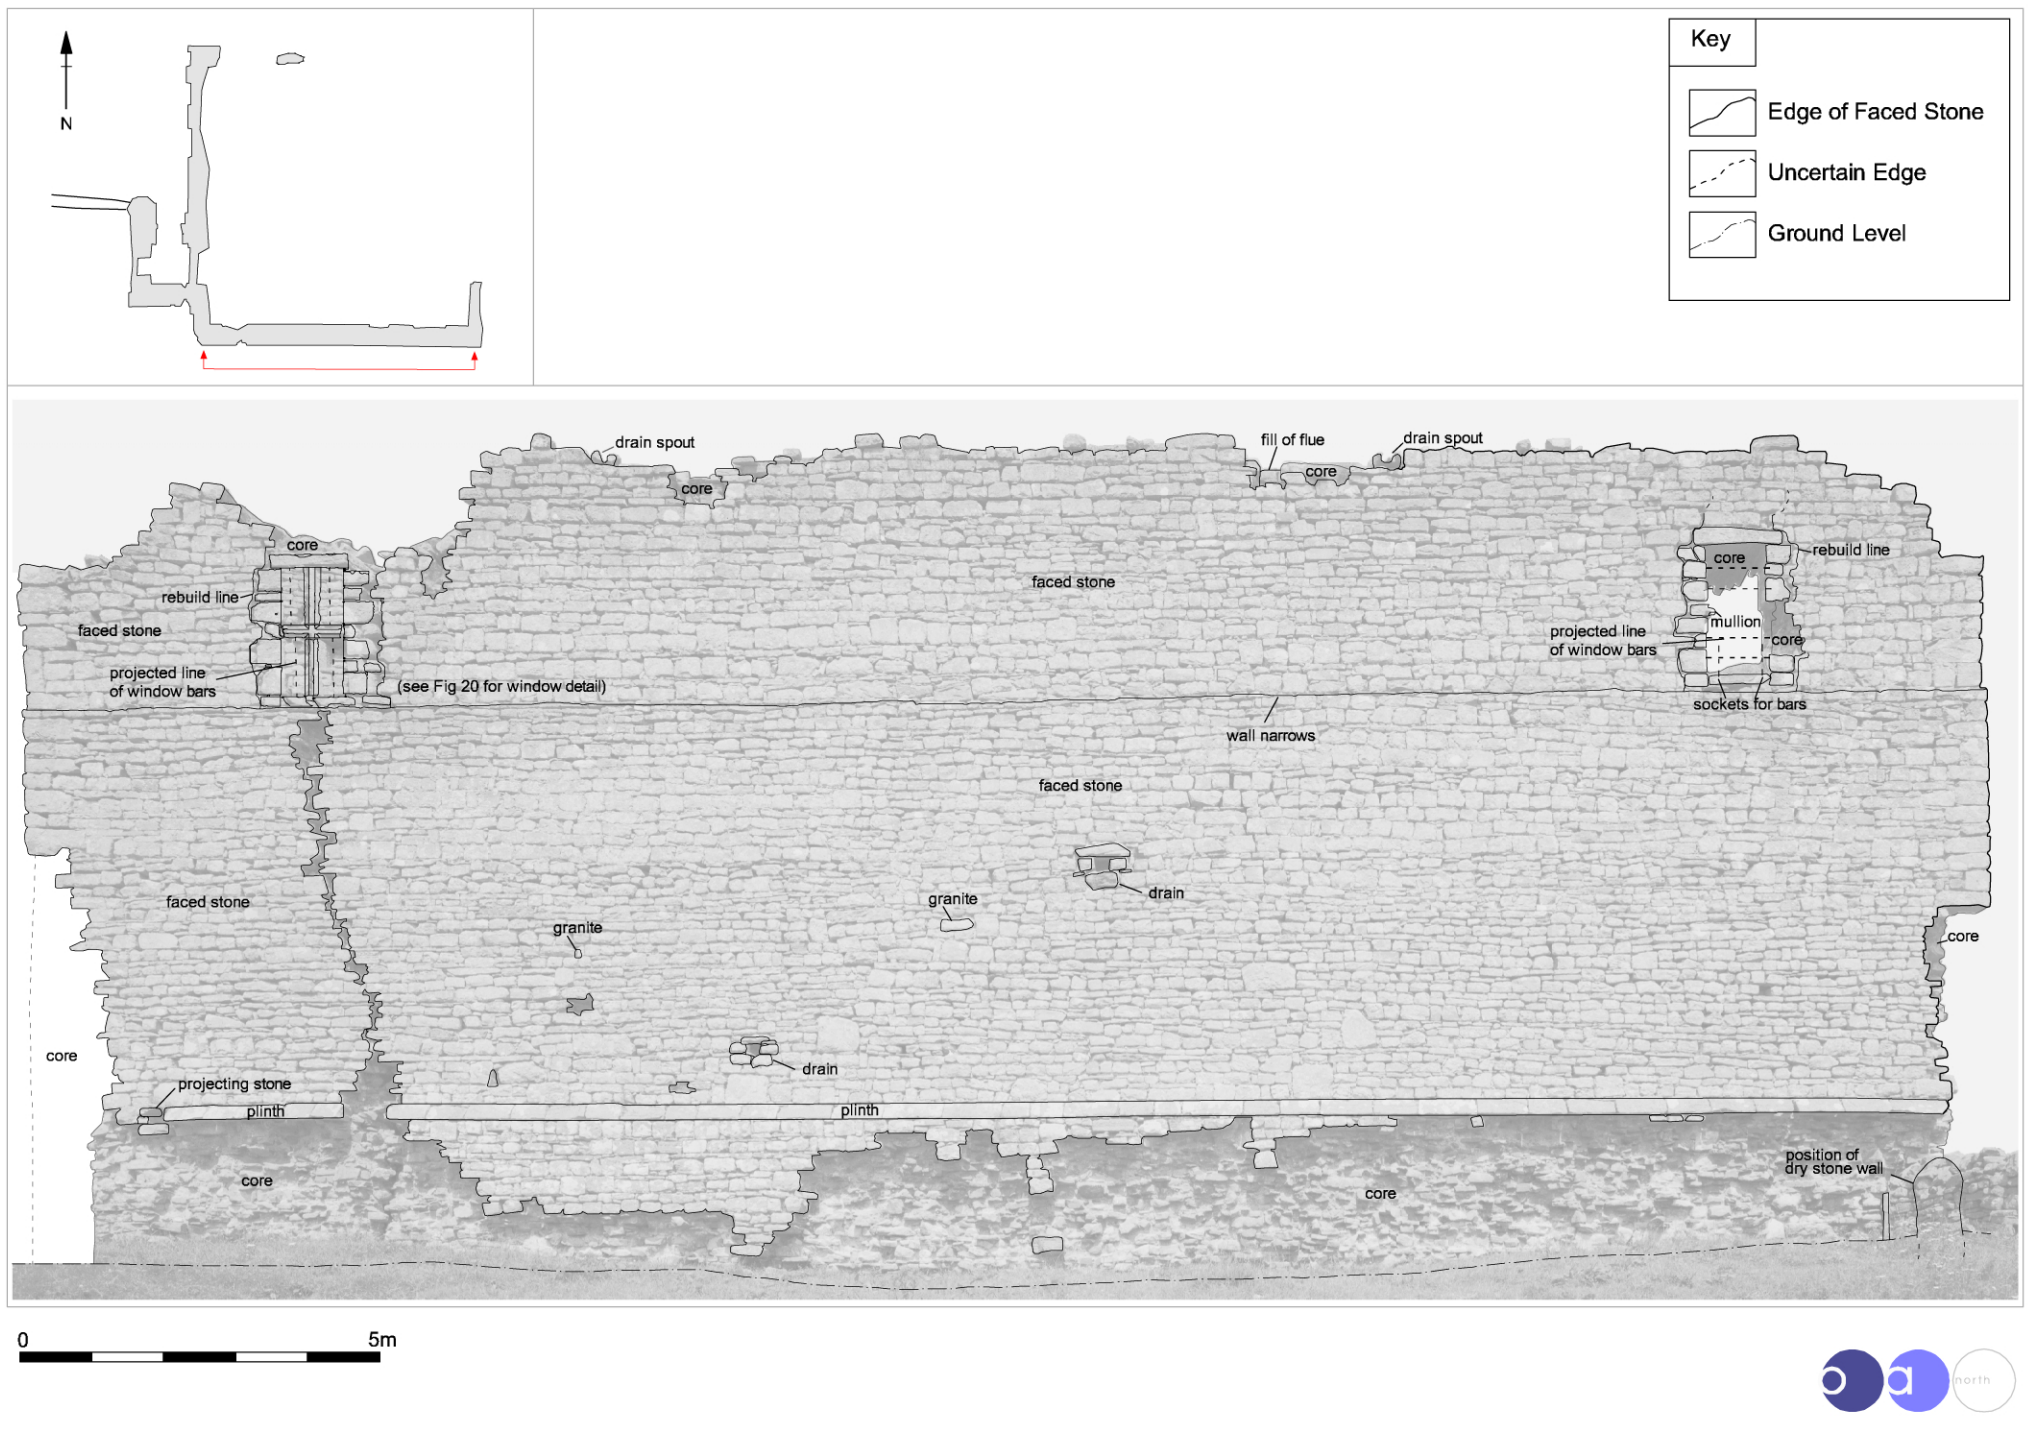 N
Key
Edge of Faced Stone
Uncertain Edge
Ground Level
drain spout
fill of flue
drain spout
core
core
core
core
rebuild line
rebuild line
faced stone
faced stone
mullion
core
projected line
of window bars
projected line
of window bars
(see Fig 20 for window detail)
sockets for bars
wall narrows
faced stone
drain
granite
faced stone
granite
core
core
drain
projecting stone
plinth
plinth
position of
dry stone wall
core
core
0 5m
o a north